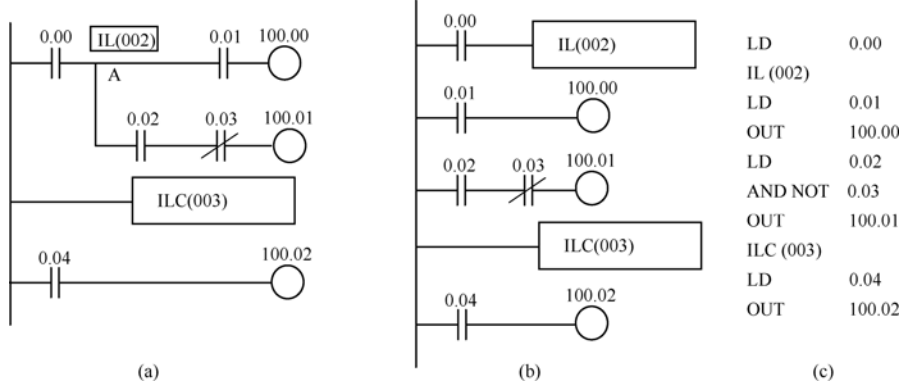 0.00 IL(002) 0.01 100.00
A
0.02 0.03 100.01
ILC(003)
0.04 100.02
(a)
0.00
IL(002)
0.01 100.00
0.02 0.03 100.01
ILC(003)
0.04 100.02
(b)
LD 0.00
IL (002)
LD 0.01
OUT 100.00
LD 0.02
AND NOT 0.03
OUT 100.01
ILC (003)
LD 0.04
OUT 100.02
(c)